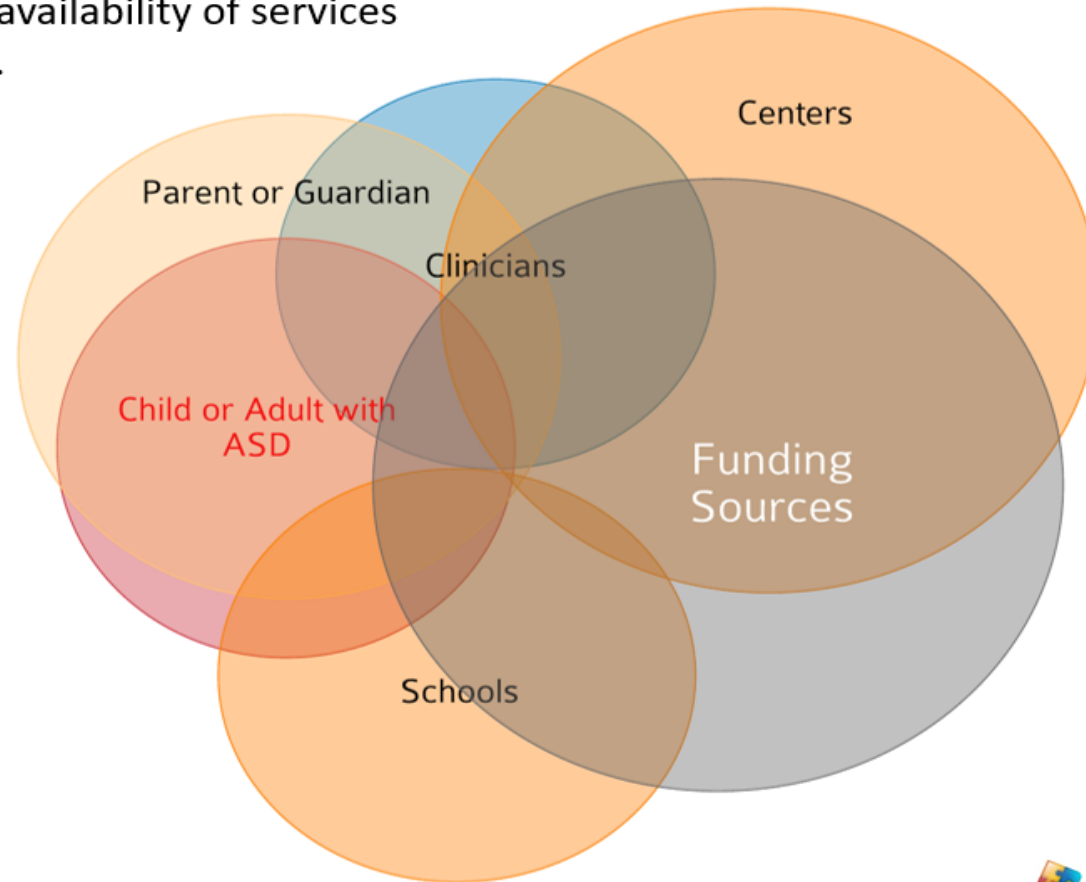 availability of services
.
Centers
Parent or Guardian
Clinicians
Child or Adult with
ASD
Funding
Sources
Schools